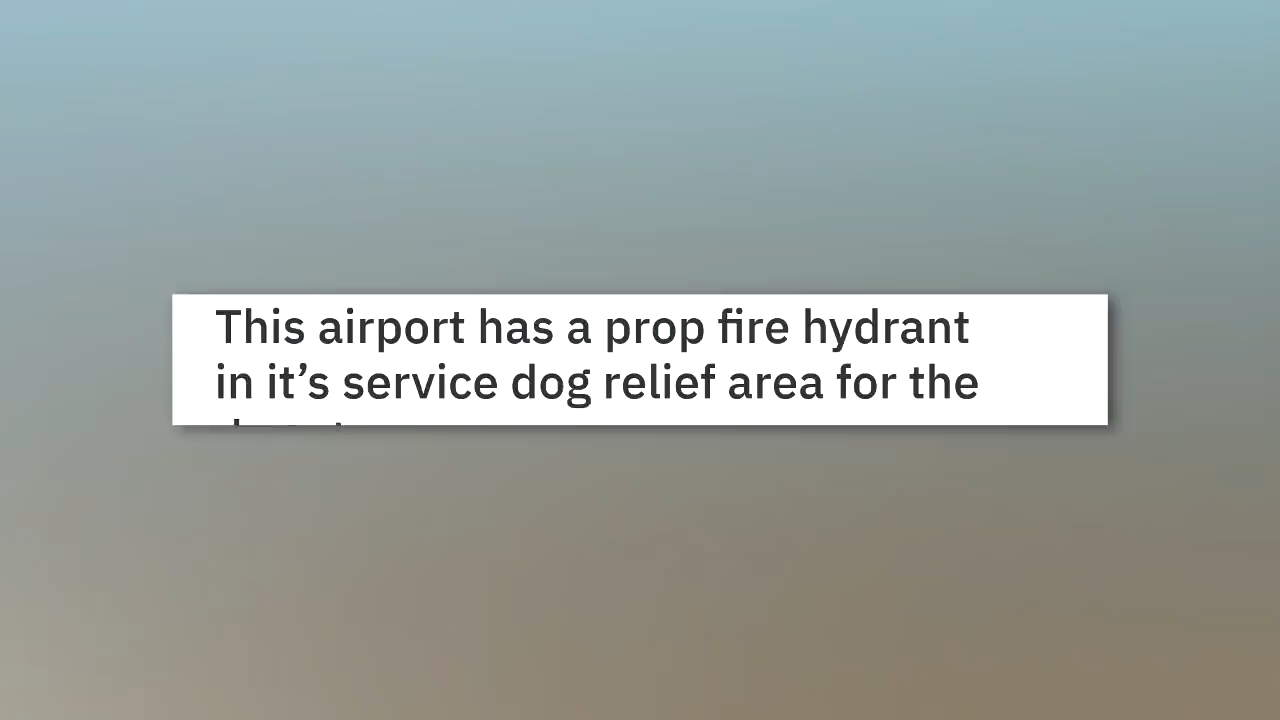 This airport has a prop fire hydrant
in it’s service dog relief area for the